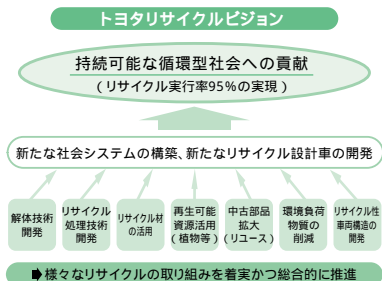 トヨタリサイクルビジョン
持続可能な循環型社会への貢献
(リサイクル実行率95%の実現)
新たな社会システムの構築、新たなリサイクル設計車の開発
解体技術
開発
リサイクル
処理技術
開発
リサイクル材
の活用
再生可能
資源活用
(植物等)
中古部品
拡大
(リユース)
環境負荷
物質の
削減
リサイクル性
車両構造の
開発
➡様々なリサイクルの取り組みを着実かつ総合的に推進